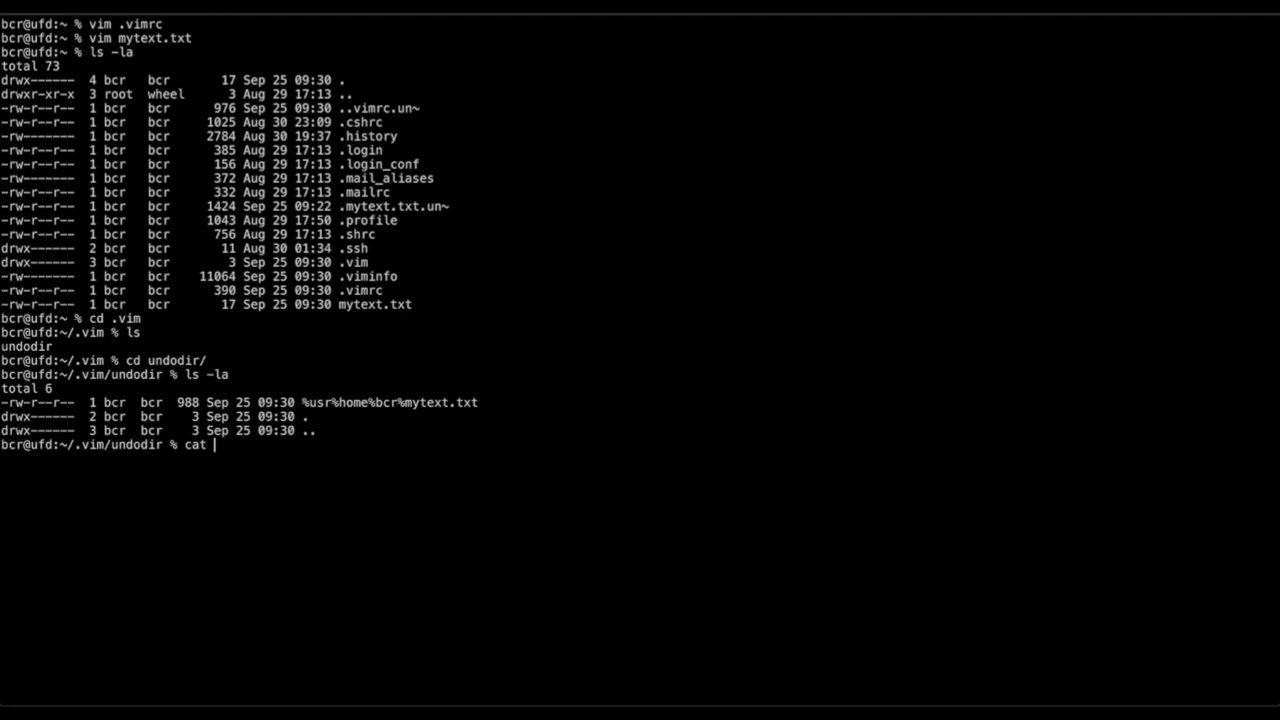 bcr@ufd:~ % vim .vimrc
bcr@ufd:~ % vim mytext.txt
bcr@ufd:~ % ls -la
total 73
drwx------  4 bcr   bcr       17 Sep 25 09:30 .
drwxr-xr-x  3 root  wheel      3 Aug 29 17:13 ..
-rw-r--r--  1 bcr   bcr      976 Sep 25 09:30 ..vimrc.un~
-rw-r--r--  1 bcr   bcr     1025 Aug 30 23:09 .cshrc
-rw-------  1 bcr   bcr     2784 Aug 30 19:37 .history
-rw-r--r--  1 bcr   bcr      385 Aug 29 17:13 .login
-rw-r--r--  1 bcr   bcr      156 Aug 29 17:13 .login_conf
-rw-------  1 bcr   bcr      372 Aug 29 17:13 .mail_aliases
-rw-r--r--  1 bcr   bcr      332 Aug 29 17:13 .mailrc
-rw-r--r--  1 bcr   bcr     1424 Sep 25 09:22 .mytext.txt.un~
-rw-r--r--  1 bcr   bcr     1043 Aug 29 17:50 .profile
-rw-r--r--  1 bcr   bcr      756 Aug 29 17:13 .shrc
drwx------  2 bcr   bcr       11 Aug 30 01:34 .ssh
drwx------  3 bcr   bcr        3 Sep 25 09:30 .vim
-rw-------  1 bcr   bcr    11064 Sep 25 09:30 .viminfo
-rw-r--r--  1 bcr   bcr      390 Sep 25 09:30 .vimrc
-rw-r--r--  1 bcr   bcr       17 Sep 25 09:30 mytext.txt
bcr@ufd:~ % cd .vim
bcr@ufd:~/.vim % ls
undodir
bcr@ufd:~/.vim % cd undodir/
bcr@ufd:~/.vim/undodir % ls -la
total 6
-rw-r--r--  1 bcr  bcr  988 Sep 25 09:30 %usr%home%bcr%mytext.txt
drwx------  2 bcr  bcr    3 Sep 25 09:30 .
drwx------  3 bcr  bcr    3 Sep 25 09:30 ..
bcr@ufd:~/.vim/undodir % cat